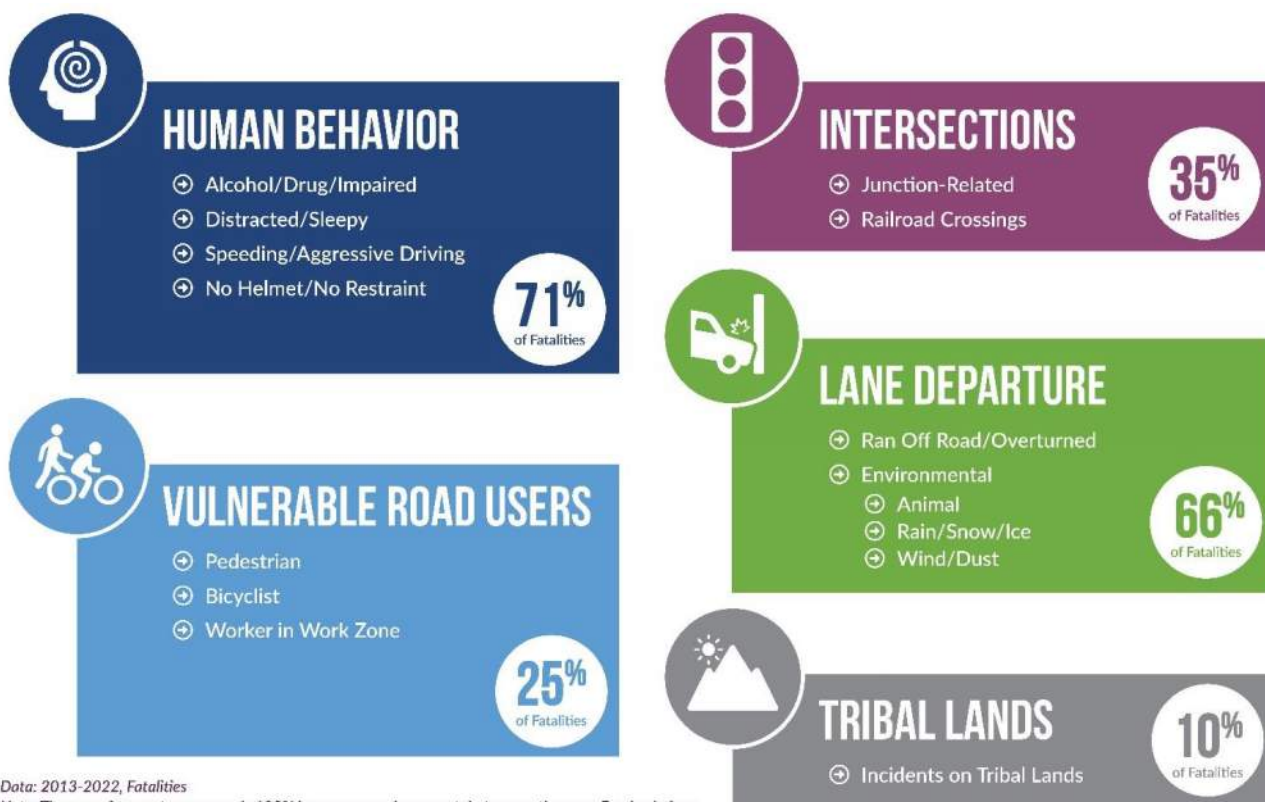 HUMAN BEHAVIOR
Alcohol/Drug/Impaired
Distracted/Sleepy
Speeding/Aggressive Driving
No Helmet/No Restraint
71%
of Fatalities
VULNERABLE ROAD USERS
Pedestrian
Bicyclist
Worker in Work Zone
25%
of Fatalities
INTERSECTIONS
Junction-Related
Railroad Crossings
35%
of Fatalities
LANE DEPARTURE
Ran Off Road/Overturned
Environmental
Animal
Rain/Snow/Ice
Wind/Dust
66%
of Fatalities
TRIBAL LANDS
Incidents on Tribal Lands
10%
of Fatalities
Data: 2013-2022, Fatalities